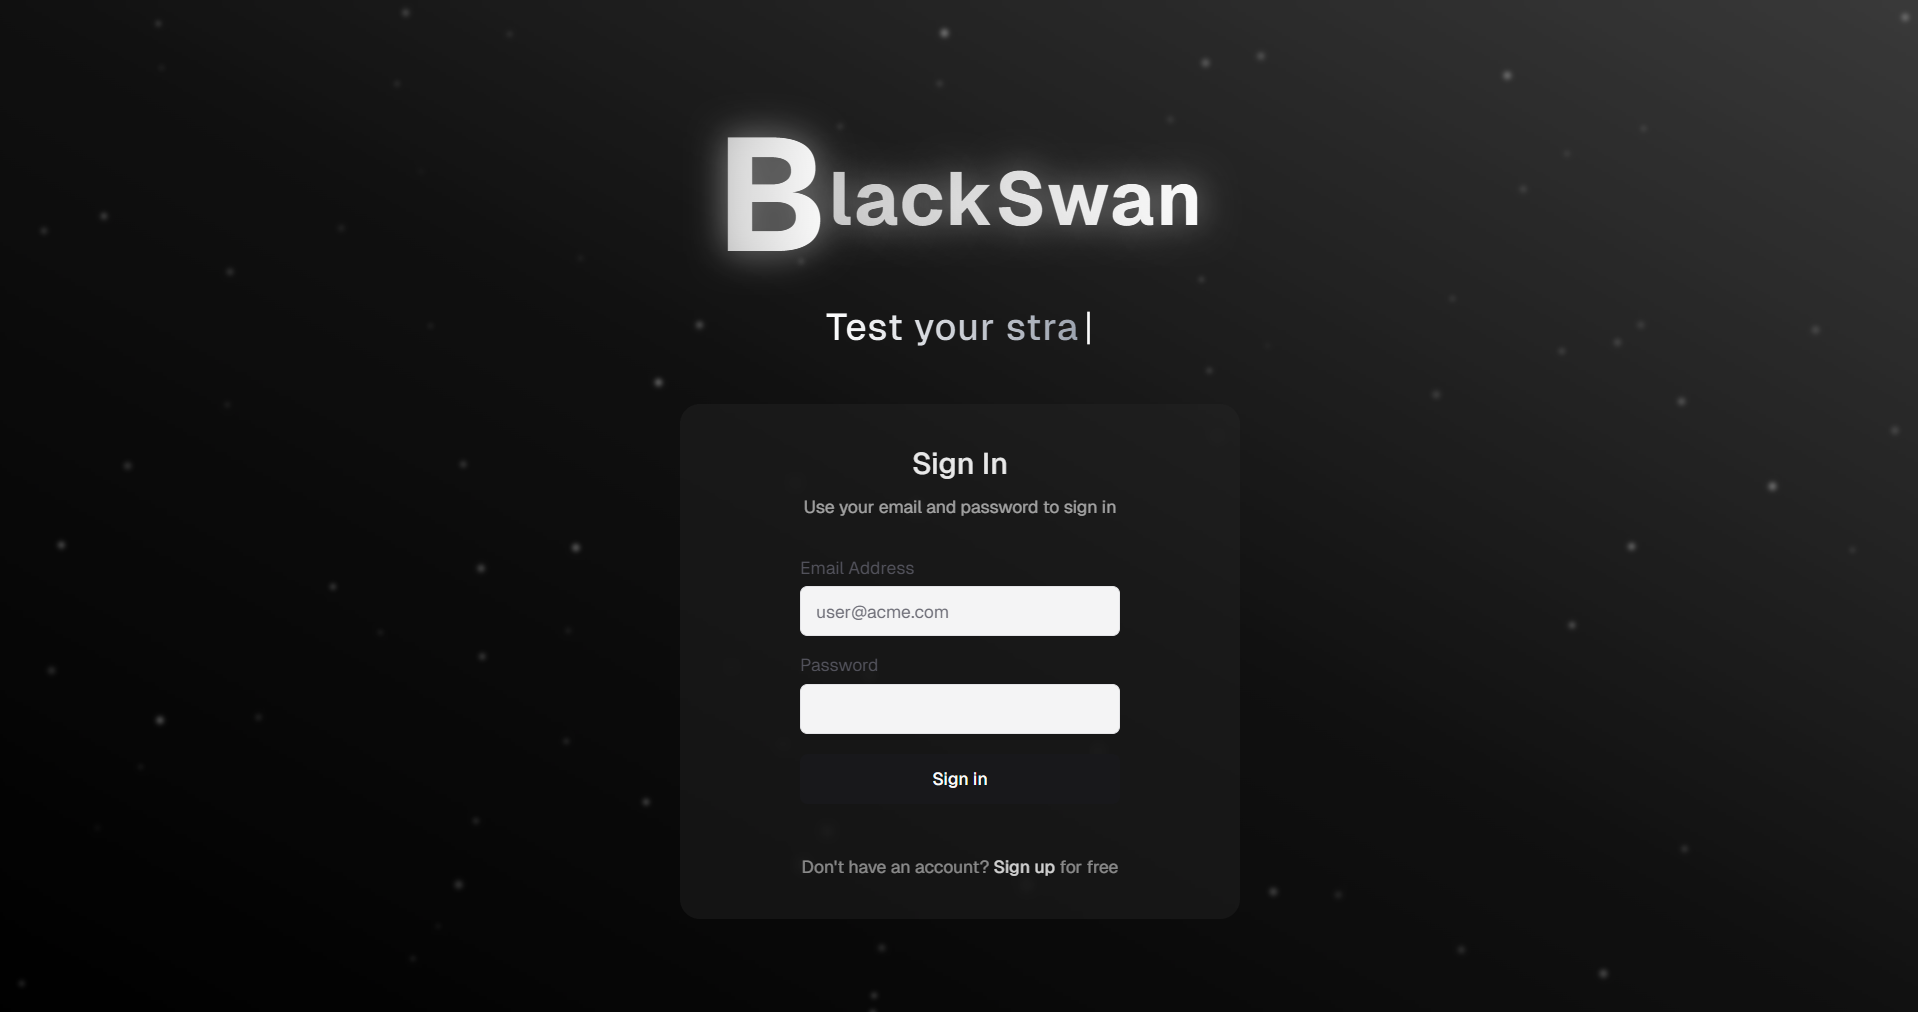 BlackSwan
Test your stra
Sign In
Use your email and password to sign in
Email Address
user@acme.com
Password
Sign in
Don't have an account? Sign up for free